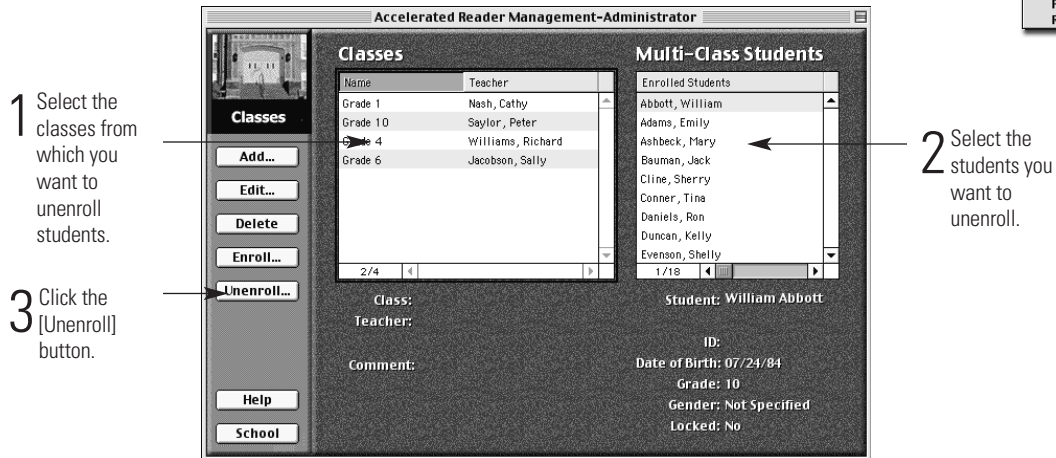 Accelerated Reader Management-Administrator
1 Select the
classes from
which you
want to
unenroll
students.
3 Click the
[Unenroll]
button.
Classes
Add...
Edit...
Delete
Enroll...
Unenroll...
Help
School
Classes
Name Teacher
Grade 1 Nash, Cathy
Grade 10 Saylor, Peter
4 Williams, Richard
Grade 6 Jacobson, Sally
2/4
Class:
Teacher:
Comment:
Multi-Class Students
Enrolled Students
Abbott, William
Adams, Emily
Ashbeck, Mary
Bauman, Jack
Cline, Sherry
Conner, Tina
Daniels, Ron
Duncan, Kelly
Evenson, Shelly
1/18
Student: William Abbott
ID:
Date of Birth: 07/24/84
Grade: 10
Gender: Not Specified
Locked: No
2 Select the
students you
want to
unenroll.